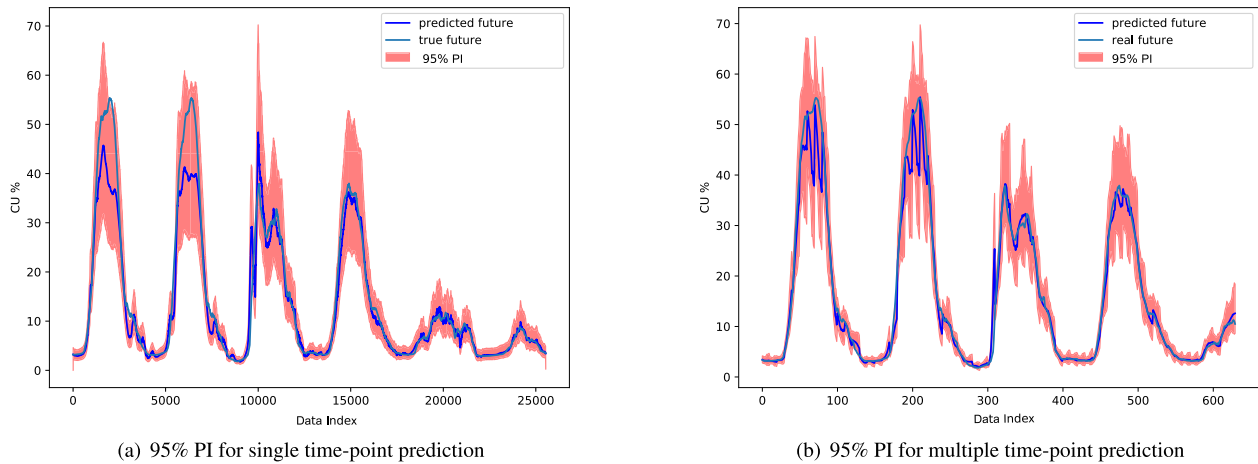 70
60
50
40
30
20
10
0
CU %
predicted future
true future
95% PI
0
5000
10000
15000
20000
25000
Data Index
(a) 95% PI for single time-point prediction
70
60
50
40
30
20
10
0
CU %
predicted future
real future
95% PI
0
100
200
300
400
500
600
Data Index
(b) 95% PI for multiple time-point prediction